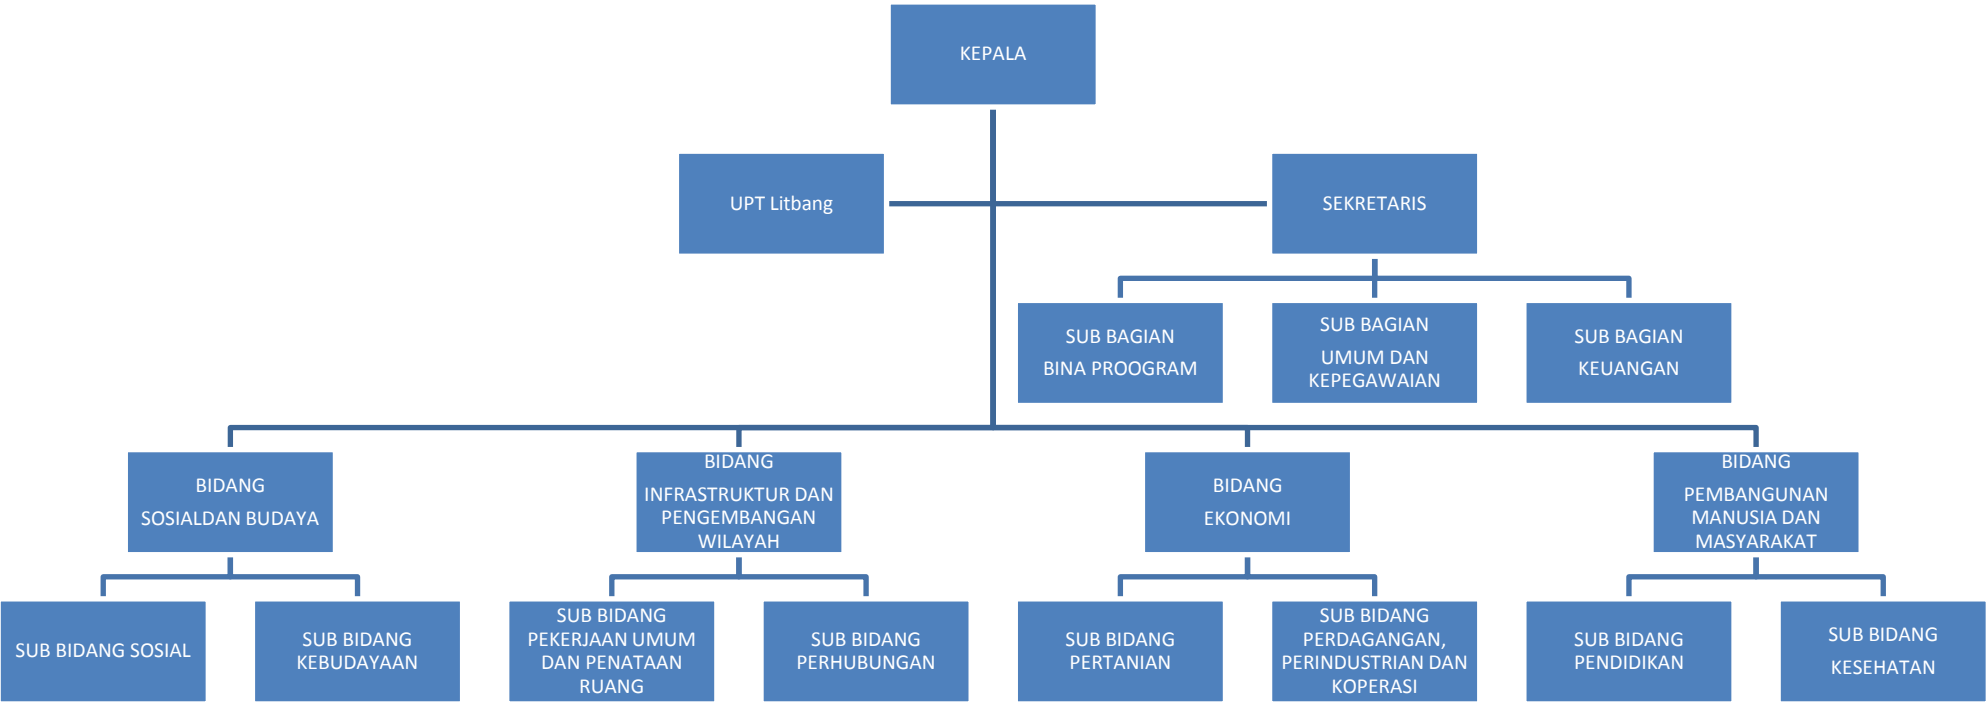 KEPALA
UPT Litbang
SEKRETARIS
SUB BAGIAN
BINA PROOGRAM
SUB BAGIAN
UMUM DAN
KEPEGAWAIAN
SUB BAGIAN
KEUANGAN
BIDANG
SOSIALDAN BUDAYA
BIDANG
INFRASTRUKTUR DAN
PENGEMBANGAN
WILAYAH
BIDANG
EKONOMI
BIDANG
PEMBANGUNAN
MANUSIA DAN
MASYARAKAT
SUB BIDANG SOSIAL
SUB BIDANG
KEBUDAYAAN
SUB BIDANG
PEKERJAAN UMUM
DAN PENATAAN
RUANG
SUB BIDANG
PERHUBUNGAN
SUB BIDANG
PERTANIAN
SUB BIDANG
PERDAGANGAN,
PERINDUSTRIAN DAN
KOPERASI
SUB BIDANG
PENDIDIKAN
SUB BIDANG
KESEHATAN